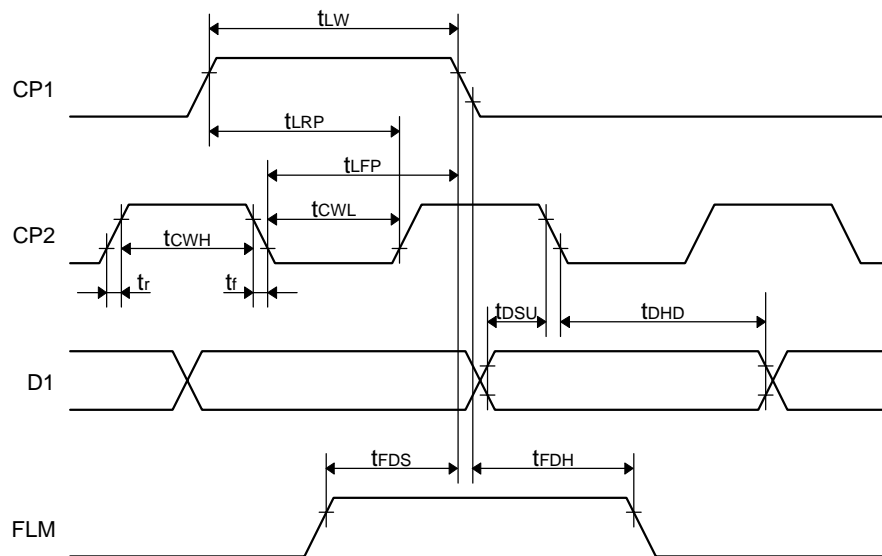 tLW
CP1
tLRP
tLFP
tCWL
CP2
tCWH
tr
tf
tDSU
tDHD
D1
tFDS
tFDH
FLM